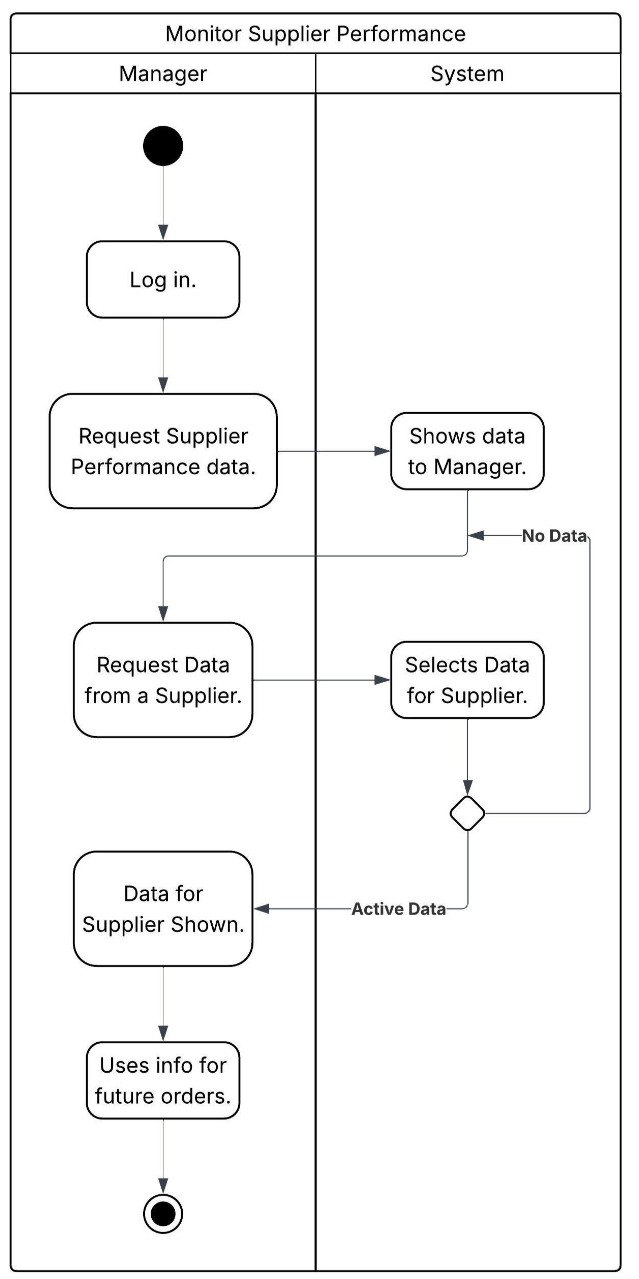 Monitor Supplier Performance
Manager
System
Log in.
Request Supplier
Performance data.
Shows data
to Manager.
No Data
Request Data
from a Supplier.
Selects Data
for Supplier.
Data for
Supplier Shown.
Active Data
Uses info for
future orders.